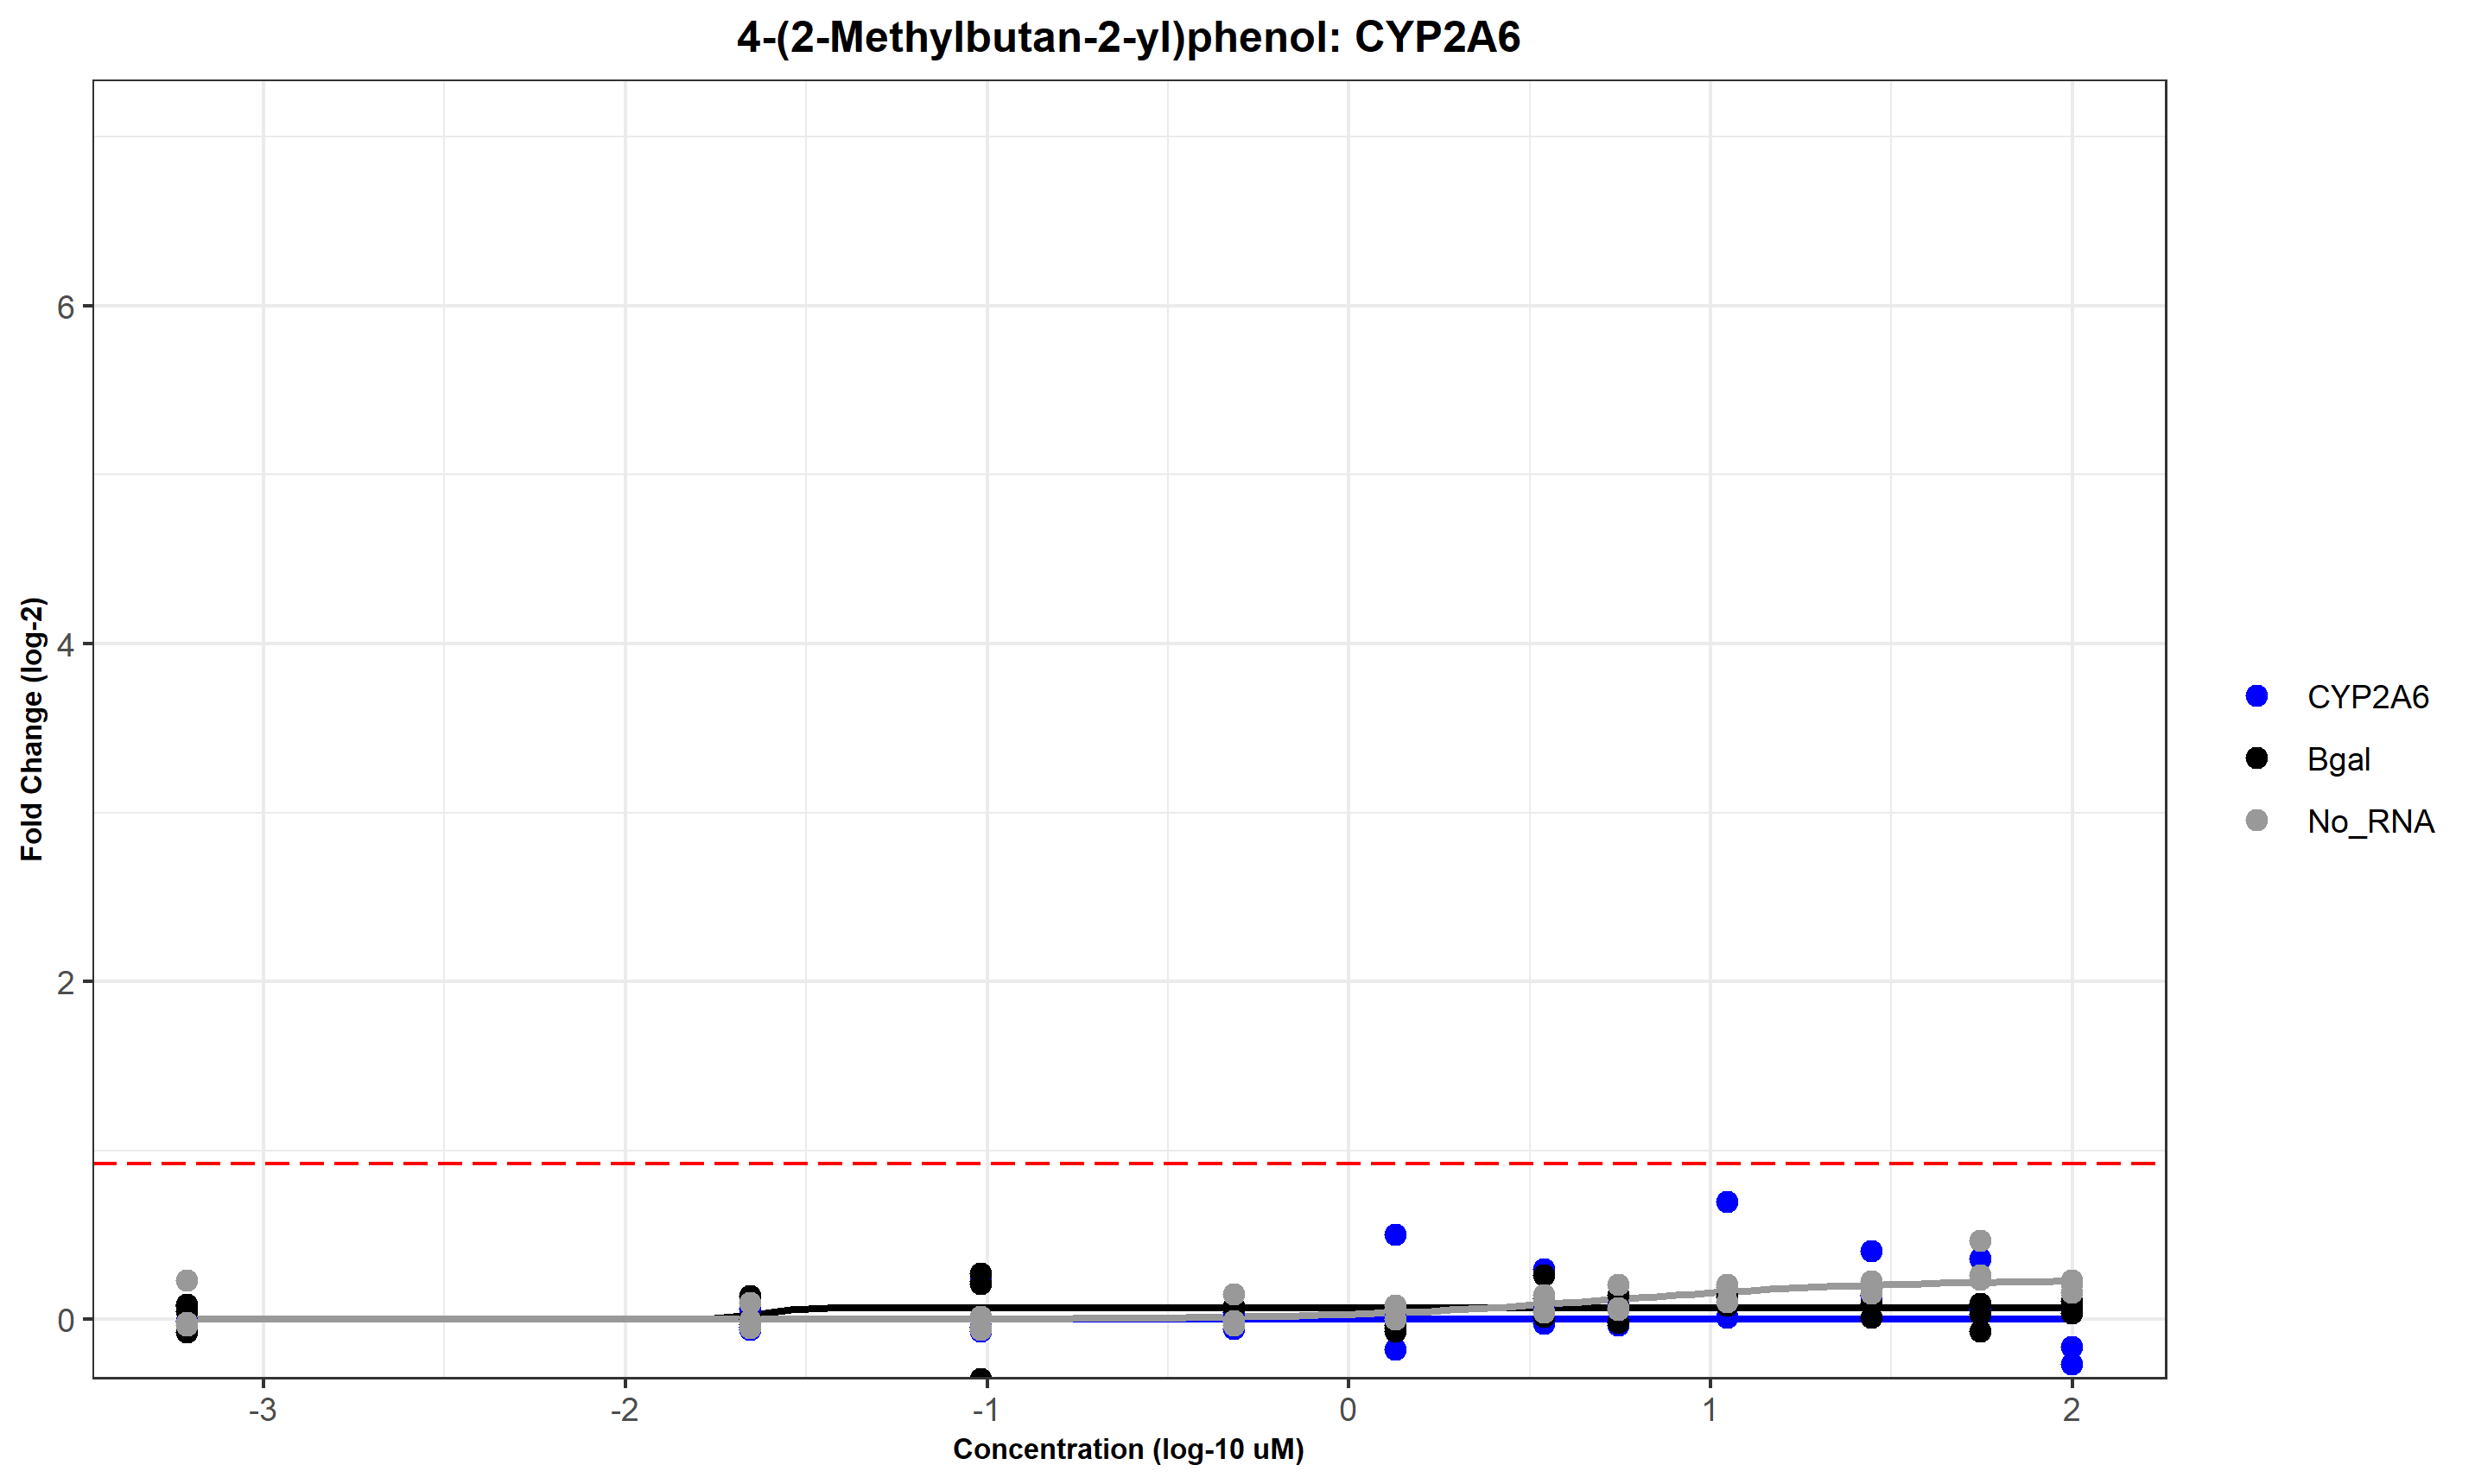 4-(2-Methylbutan-2-yl)phenol: CYP2A6
Fold Change (log-2)
6
4
2
0
-3
-2
-1
0
1
2
Concentration (log-10 uM)
CYP2A6
Bgal
No_RNA